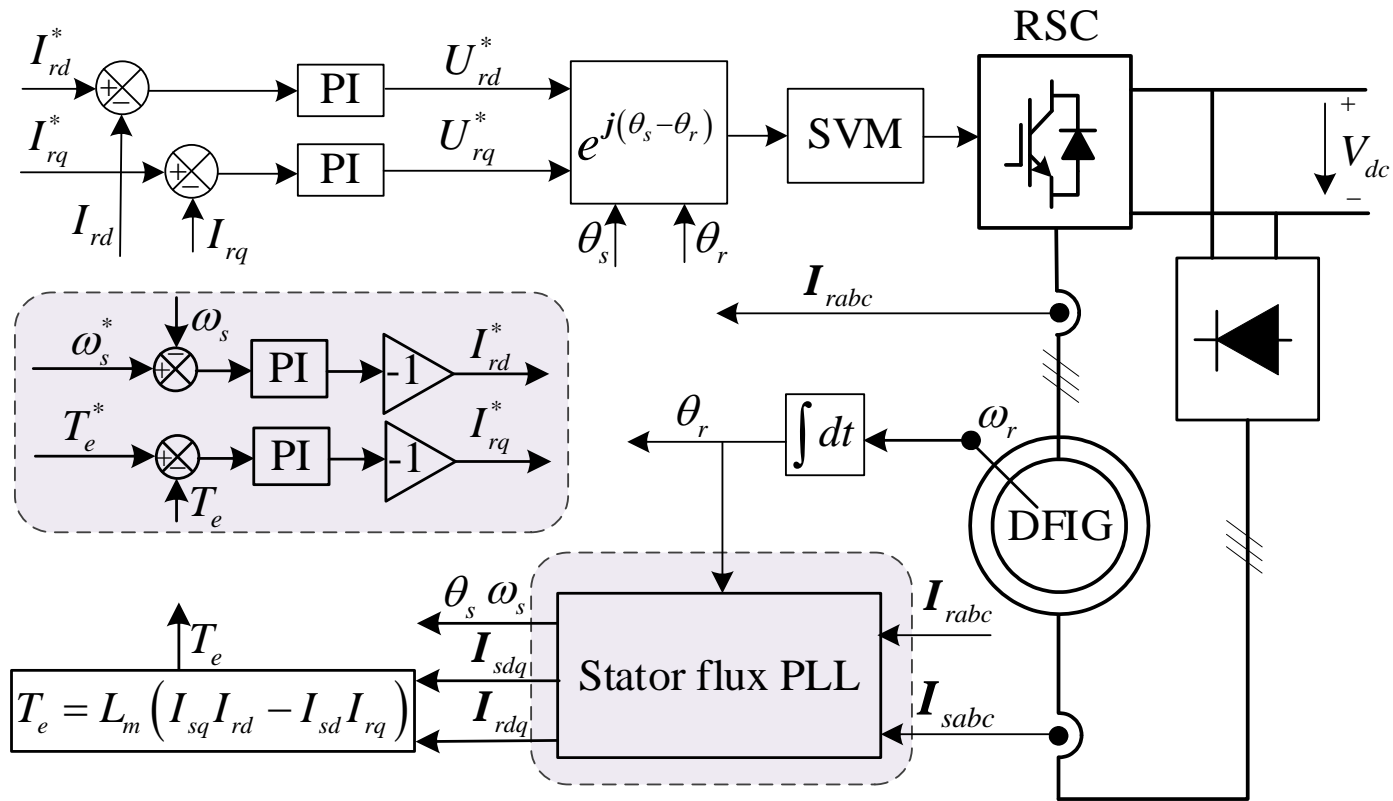 RSC
I*rd
+
−
PI
U*rd
I*rq
+
−
PI
U*rq
e^j(θs−θr)
SVM
+
Vdc
−
Ird
Irq
θs
θr
Irabc
ω*s
ωs
+
−
PI
-1
I*rd
T*e
+
−
PI
-1
I*rq
Te
θr
∫dt
ωr
DFIG
θs ωs
Isdq
Irdq
Stator flux PLL
Irabc
Isabc
Te
Te = Lm(IsqIrd − IsdIrq)